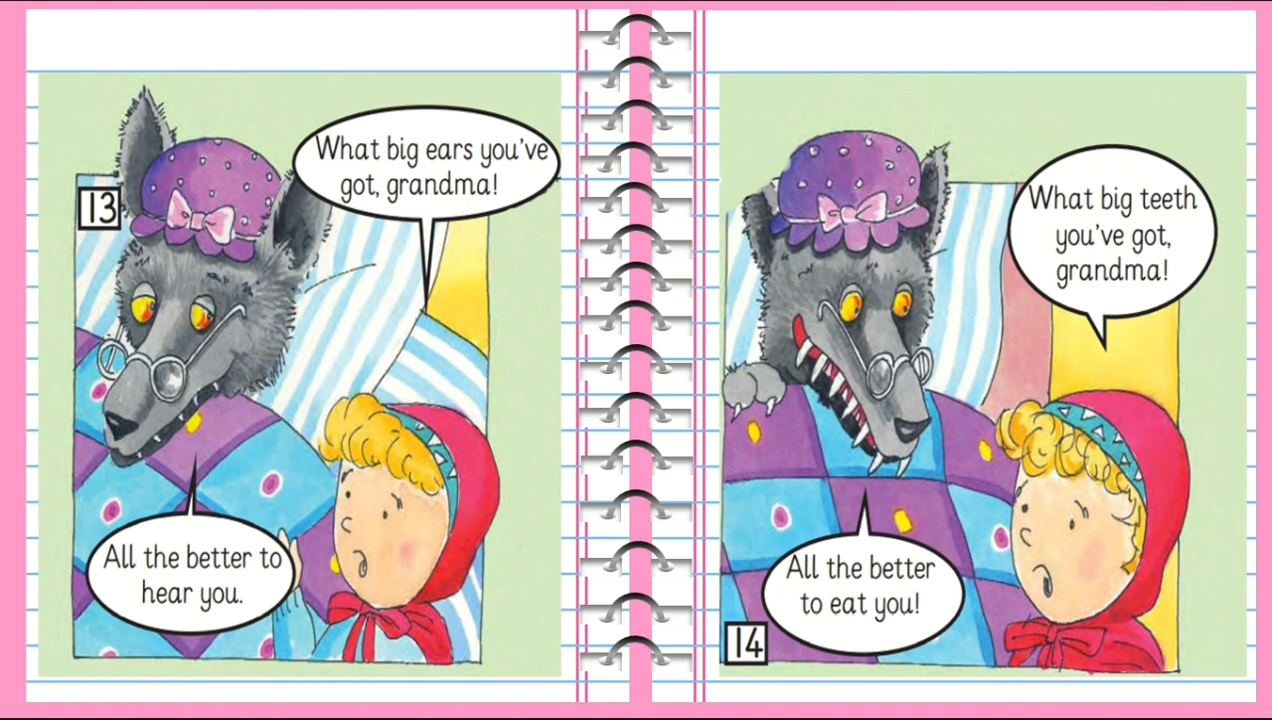 What big ears you've
got, grandma!
13
All the better to
hear you.
What big teeth
you've got,
grandma!
All the better
to eat you!
14